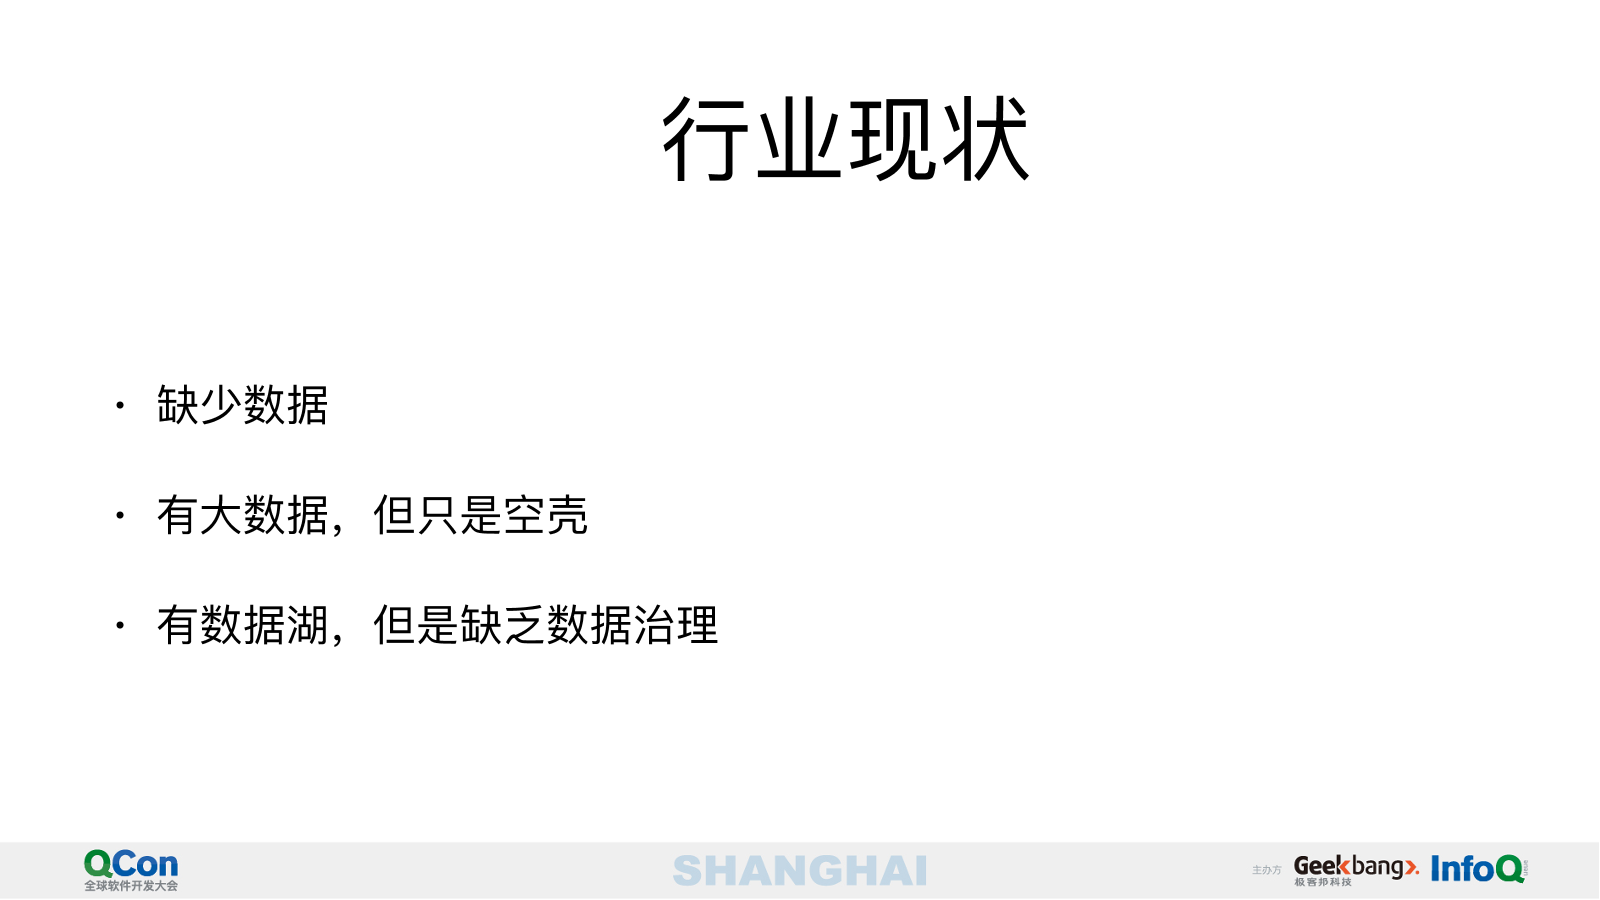 行业现状
• 缺少数据
• 有大数据，但只是空壳
• 有数据湖，但是缺乏数据治理
QCon
全球软件开发大会
SHANGHAI
主办方
Geekbang>.
极客邦科技
InfoQ